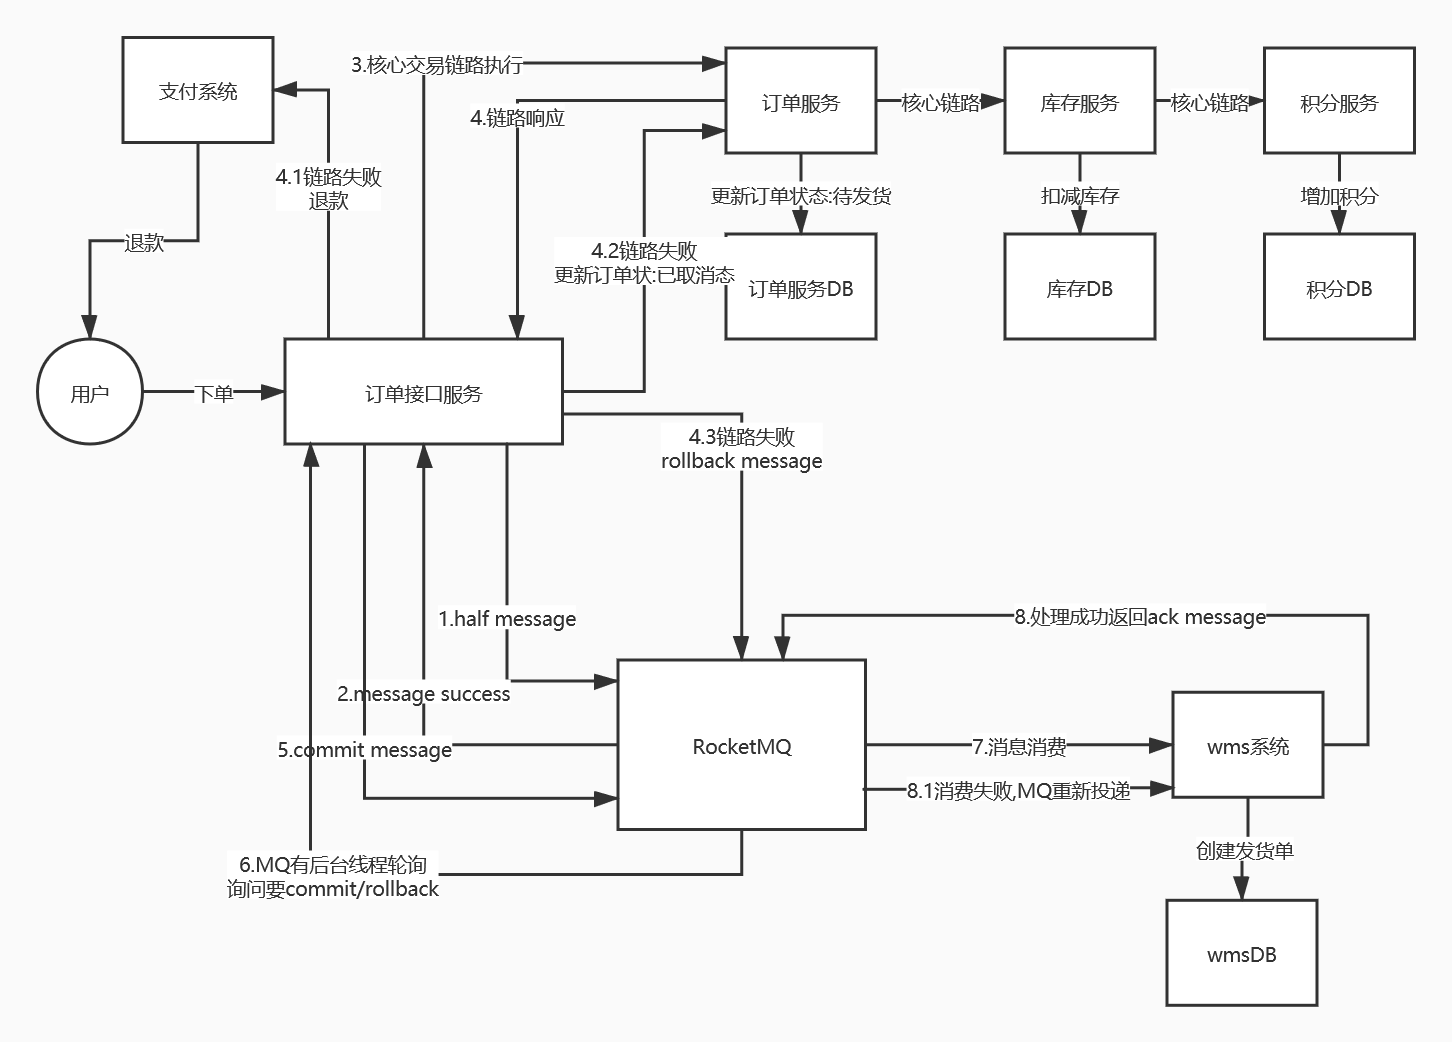 3.核心交易链路执行
支付系统
订单服务
核心链路
库存服务
核心链路
积分服务
4.链路响应
4.1链路失败
退款
更新订单状态:待发货
扣减库存
增加积分
退款
4.2链路失败
更新订单状:已取消态
订单服务DB
库存DB
积分DB
用户
下单
订单接口服务
4.3链路失败
rollback message
1.half message
8.处理成功返回ack message
2.message success
5.commit message
RocketMQ
7.消息消费
wms系统
8.1消费失败,MQ重新投递
6.MQ有后台线程轮询
询问要commit/rollback
创建发货单
wmsDB